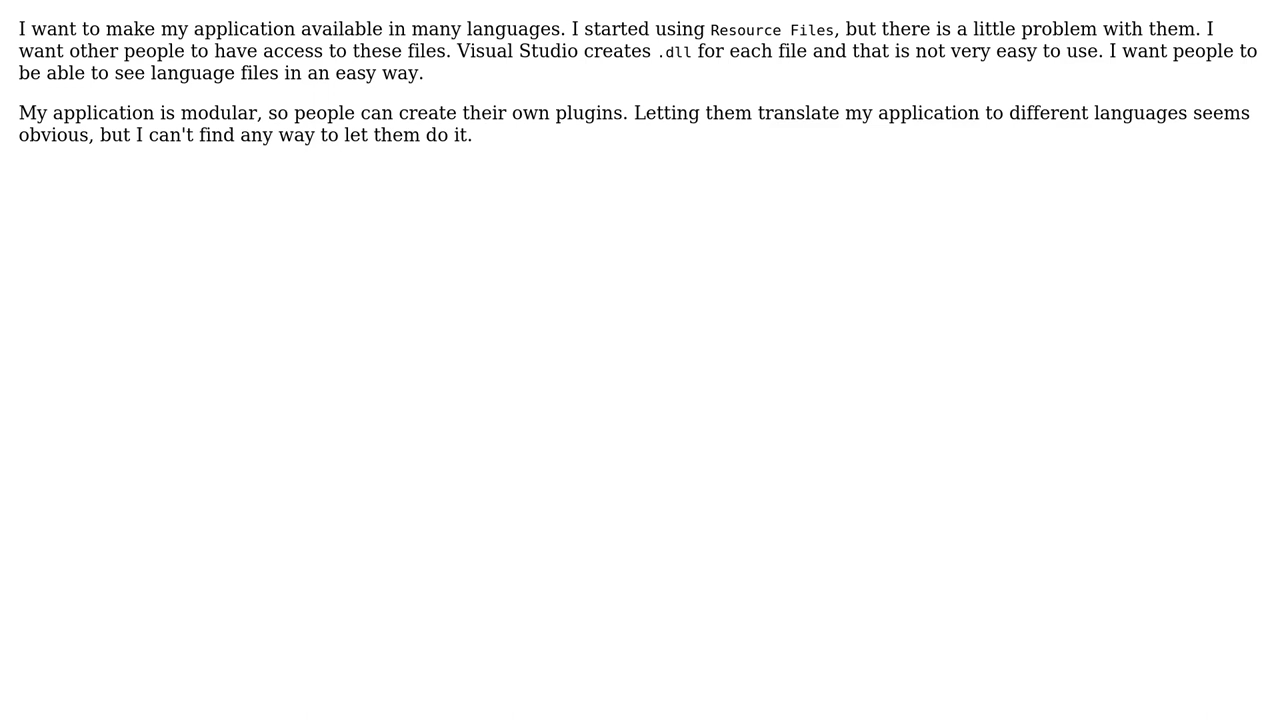 I want to make my application available in many languages. I started using Resource Files, but there is a little problem with them. I
want other people to have access to these files. Visual Studio creates .dll for each file and that is not very easy to use. I want people to
be able to see language files in an easy way.
My application is modular, so people can create their own plugins. Letting them translate my application to different languages seems
obvious, but I can't find any way to let them do it.